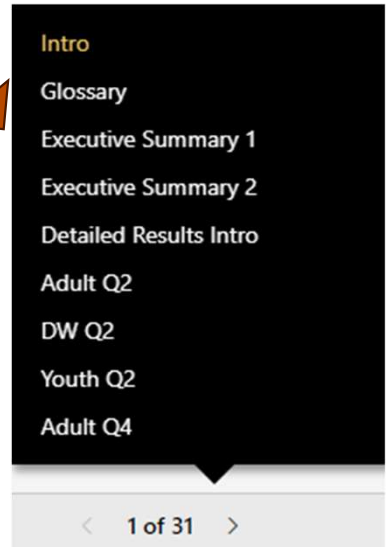 Intro
Glossary
Executive Summary 1
Executive Summary 2
Detailed Results Intro
Adult Q2
DW Q2
Youth Q2
Adult Q4
< 1 of 31 >